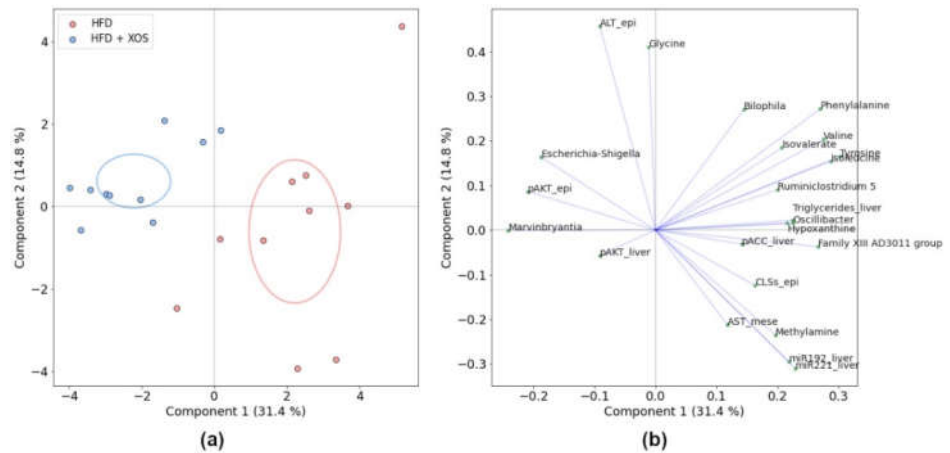 HFD
HFD + XOS
4
2
0
−2
−4
Component 2 (14.8 %)
−4
−2
0
2
4
Component 1 (31.4 %)
(a)
0.4
0.3
0.2
0.1
0.0
−0.1
−0.2
−0.3
Component 2 (14.8 %)
ALT_epi
Glycine
Bilophila
Phenylalanine
Valine
Isovalerate
Tyrosine
Isoleucine
Escherichia-Shigella
pAKT_epi
Ruminiclostridium 5
Triglycerides_liver
Oscillibacter
Hypoxanthine
Marvinbryantia
pACC_liver
Family XIII AD3011 group
pAKT_liver
CLSs_epi
AST_mese
Methylamine
miR192_liver
miR221_liver
−0.2
−0.1
0.0
0.1
0.2
0.3
Component 1 (31.4 %)
(b)